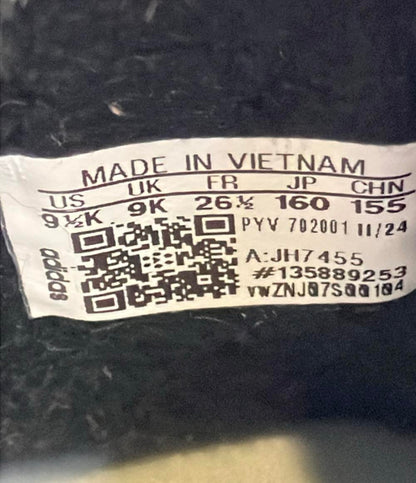 MADE IN VIETNAM
US UK FR JP CHN
9½K 9K 26½ 160 155
PYV 702001 11/24
adidas
A:JH7455
#135889253
vwZNJ07S00104